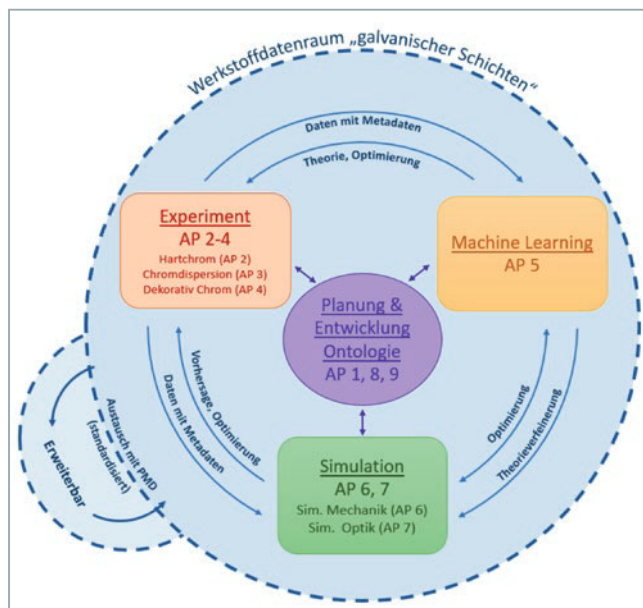 Werkstoffdatenraum „galvanischer Schichten“
Daten mit Metadaten
Theorie, Optimierung
Experiment
AP 2-4
Hartchrom (AP 2)
Chromdispersion (AP 3)
Dekorativ Chrom (AP 4)
Machine Learning
AP 5
Planung &
Entwicklung
Ontologie
AP 1, 8, 9
Vorhersage, Optimierung
Daten mit Metadaten
Optimierung
Theorieverfeinerung
Austausch mit PMD
(standardisiert)
Erweiterbar
Simulation
AP 6, 7
Sim. Mechanik (AP 6)
Sim. Optik (AP 7)